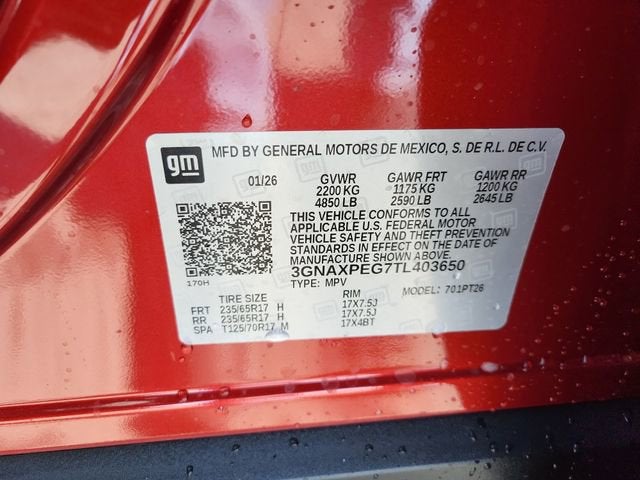 gm
MFD BY GENERAL MOTORS DE MEXICO, S. DE R.L. DE C.V.
01/26 GVWR GAWR FRT GAWR RR
2200 KG 1175 KG 1200 KG
4850 LB 2590 LB 2645 LB
THIS VEHICLE CONFORMS TO ALL
APPLICABLE U.S. FEDERAL MOTOR
VEHICLE SAFETY AND THEFT PREVENTION
STANDARDS IN EFFECT ON THE DATE OF
MANUFACTURE SHOWN ABOVE.
3GNAXPEG7TL403650
170H TYPE: MPV MODEL: 701PT26
TIRE SIZE RIM
FRT 235/65R17 H 17X7.5J
RR 235/65R17 H 17X7.5J
SPA T125/70R17 M 17X4BT